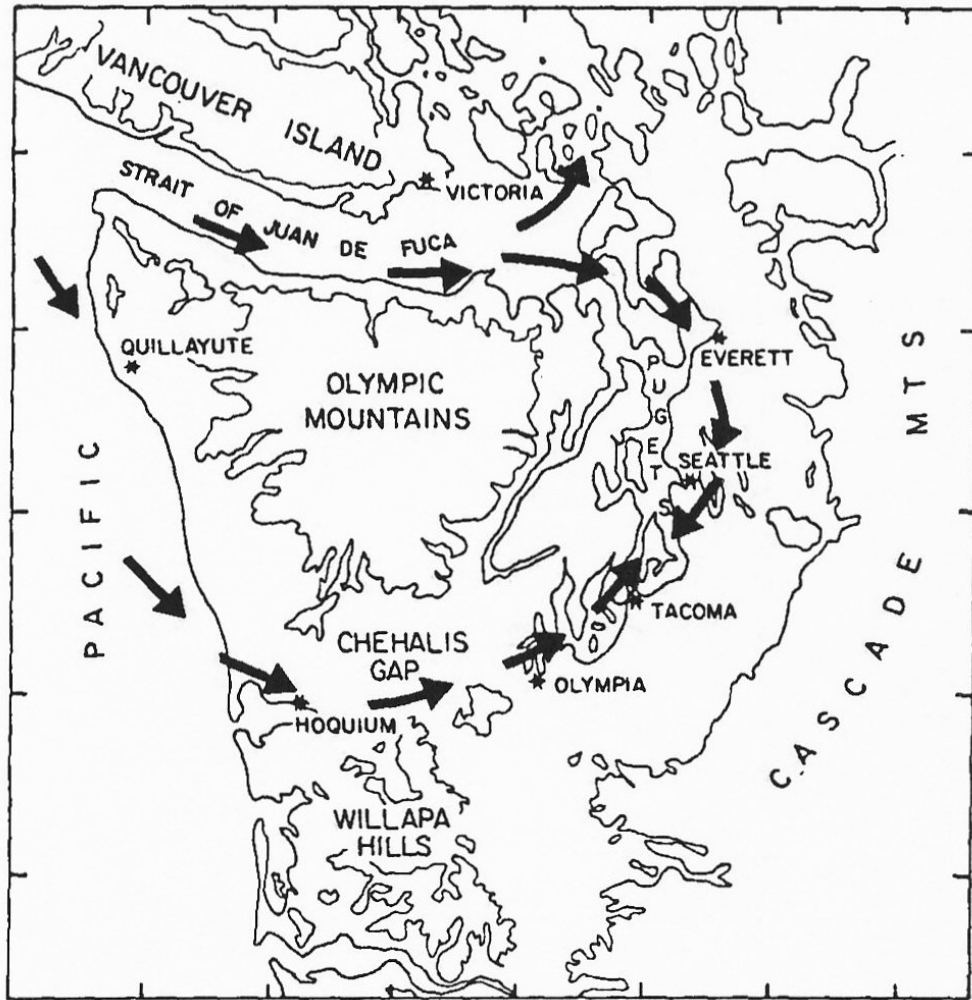 VANCOUVER ISLAND
STRAIT OF JUAN DE FUCA
VICTORIA
QUILLAYUTE
OLYMPIC
MOUNTAINS
EVERETT
PUGET S
SEATTLE
CASCADE MTS
PACIFIC
TACOMA
CHEHALIS
GAP
OLYMPIA
HOQUIUM
WILLAPA
HILLS